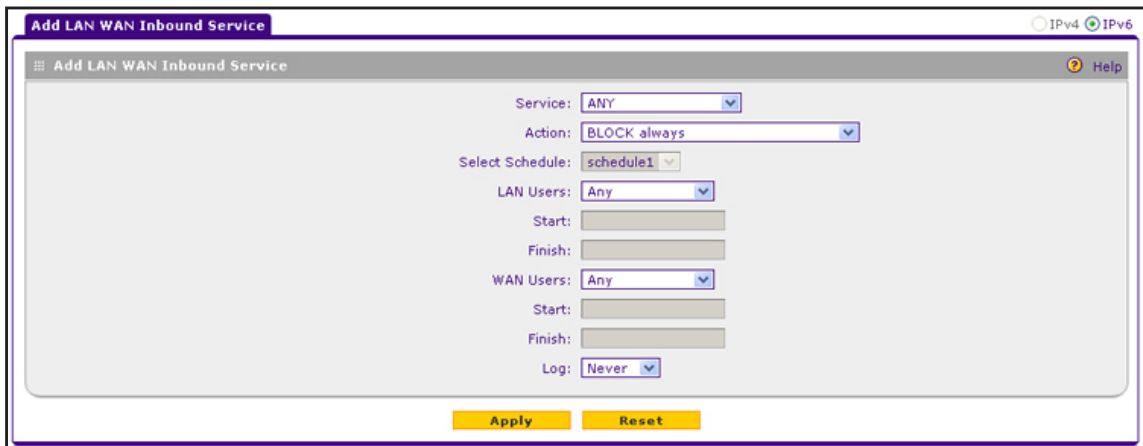 Add LAN WAN Inbound Service
IPv4 IPv6
Add LAN WAN Inbound Service
? Help
Service: ANY
Action: BLOCK always
Select Schedule: schedule1
LAN Users: Any
Start:
Finish:
WAN Users: Any
Start:
Finish:
Log: Never
Apply Reset